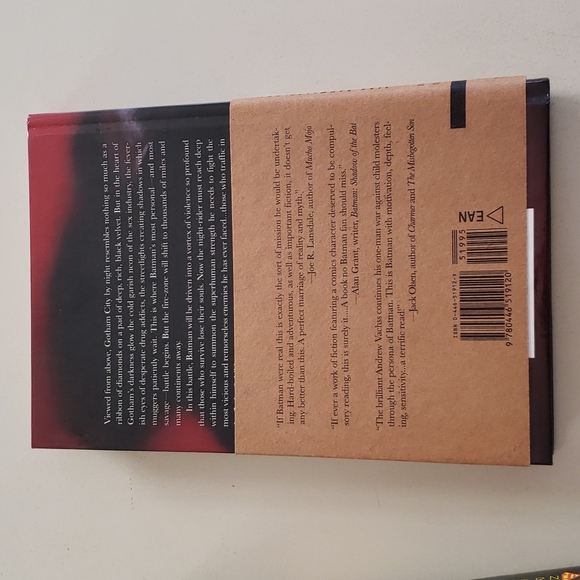 Viewed from above, Gotham City by night resembles nothing so much as a
ribbon of diamonds on a pad of deep, rich, black velvet. But in the heart of
Gotham's darkness glow the cold garish neon of the sex industry, the fever-
ish eyes of desperate drug addicts, the streetlights creating shadows in which
muggers patiently wait. This is where Batman's most personal—and most
savage—battle begins. But the fire-zone will shift to thousands of miles and
many continents away.
In this battle, Batman will be driven into a vortex of violence so profound
that those who survive lose their souls. Now the night-rider must reach deep
within himself to summon the superhuman strength he needs to fight the
most vicious and remorseless enemies he has ever faced...those who traffic in
"If Batman were real this is exactly the sort of mission he would be undertak-
ing. Hard-boiled and adventurous, as well as important fiction, it doesn't get
any better than this. A perfect marriage of reality and myth."
—Joe R. Lansdale, author of Mucho Mojo
"If ever a work of fiction featuring a comics character deserved to be compul-
sory reading, this is surely it....A book no Batman fan should miss."
—Alan Grant, writer, Batman: Shadow of the Bat
"The brilliant Andrew Vachss continues his one-man war against child molesters
through the personal of Batman. This is Batman with motivation, depth, feel-
ing, sensitivity...a terrific read!"
—Jack Olsen, author of Charmer and The Misbegotten Son
EAN
51995
ISBN 0-446-51912-7
9 780446 519120